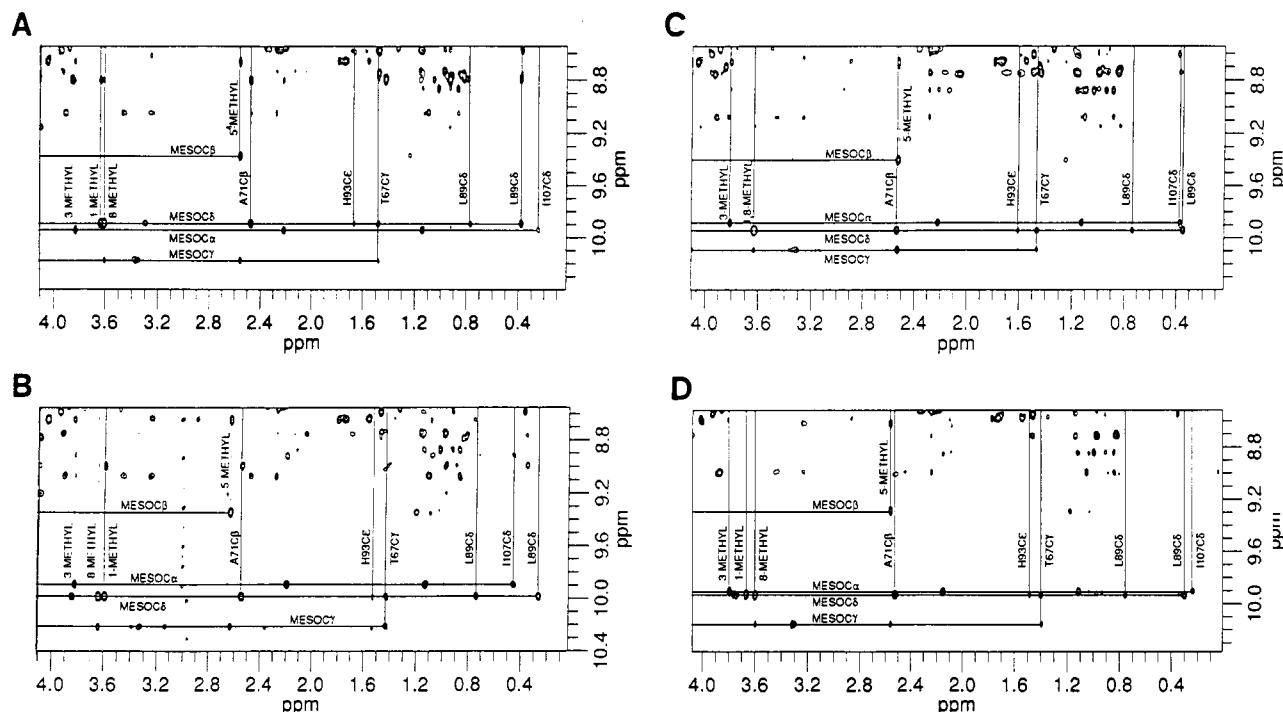 A
3 METHYL
1 METHYL
8 METHYL
5 METHYL
A71Cβ
H93Cε
T67Cγ
L89Cδ
L89Cδ
I107Cδ
MESOCβ
MESOCδ
MESOCα
MESOCγ
8.8
9.2
9.6
10.0
ppm
4.0 3.6 3.2 2.8 2.4 2.0 1.6 1.2 0.8 0.4
ppm
C
3-METHYL
8-METHYL
5-METHYL
A71Cβ
H93Cε
T67Cγ
L89Cδ
I107Cδ
L89Cδ
MESOCβ
MESOCα
MESOCδ
MESOCγ
8.8
9.2
9.6
10.0
ppm
4.0 3.6 3.2 2.8 2.4 2.0 1.6 1.2 0.8 0.4
ppm
B
3 METHYL
8 METHYL
1-METHYL
5 METHYL
A71Cβ
H93Cε
T67Cγ
L89Cδ
I107Cδ
L89Cδ
MESOCβ
MESOCα
MESOCδ
MESOCγ
8.8
9.2
9.6
10.0
10.4
ppm
4.0 3.6 3.2 2.8 2.4 2.0 1.6 1.2 0.8 0.4
ppm
D
3 METHYL
1-METHYL
8-METHYL
5-METHYL
A71Cβ
H93Cε
T67Cγ
L89Cδ
L89Cδ
I107Cδ
MESOCβ
MESOCα
MESOCδ
MESOCγ
8.8
9.2
9.6
10.0
ppm
4.0 3.6 3.2 2.8 2.4 2.0 1.6 1.2 0.8 0.4
ppm